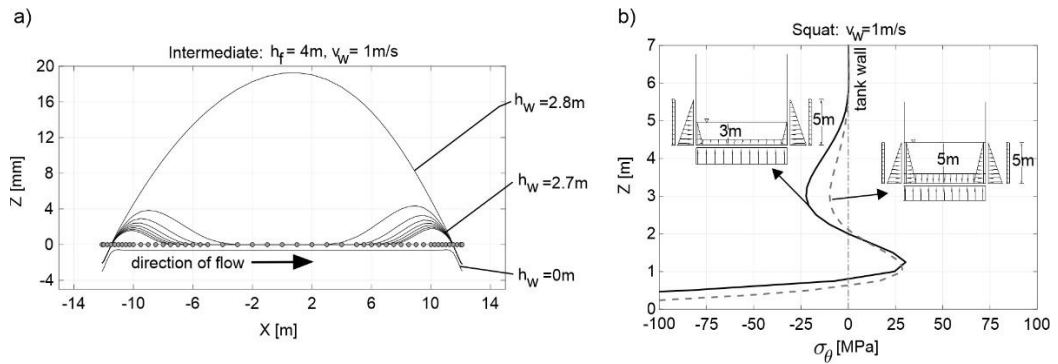 a)
Intermediate: h_f = 4m, v_w = 1m/s
20
16
12
8
4
0
-4
Z [mm]
h_w =2.8m
h_w =2.7m
h_w =0m
direction of flow
-14 -10 -6 -2 2 6 10 14
X [m]
b)
Squat: v_w=1m/s
7
6
5
4
3
2
1
0
Z [m]
tank wall
3m
5m
5m
5m
-100 -75 -50 -25 0 25 50 75 100
σ_θ [MPa]